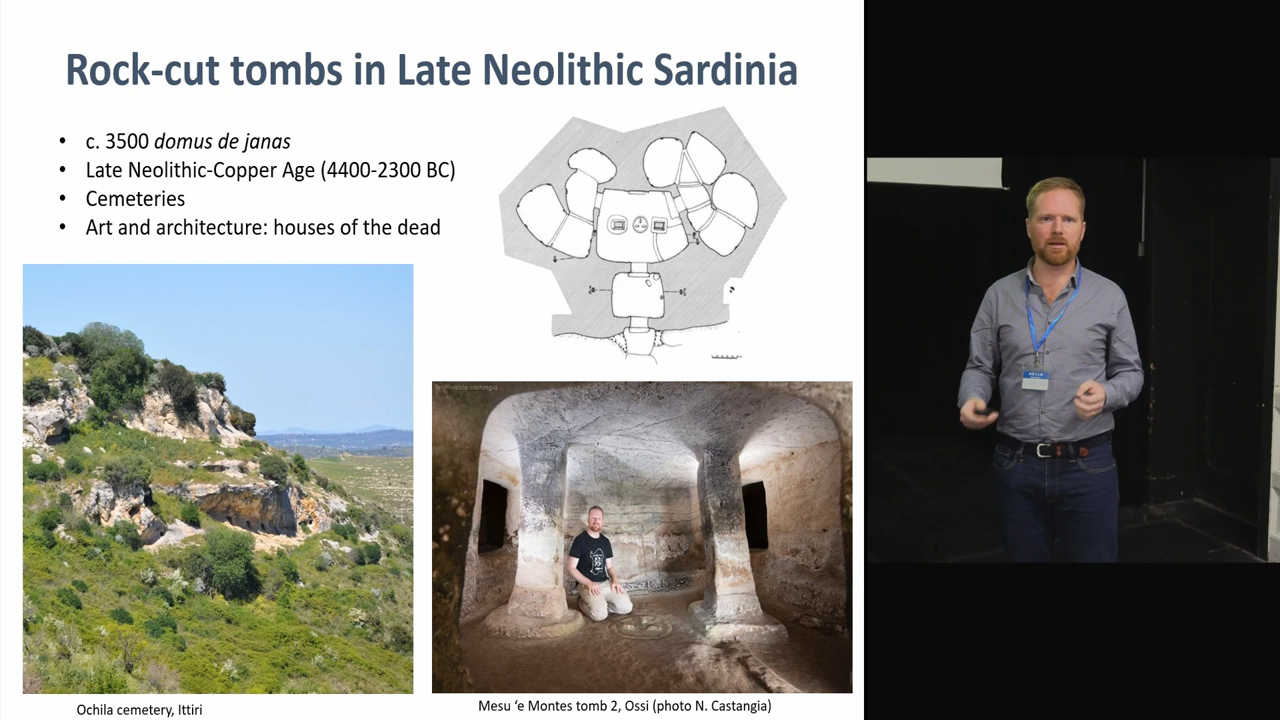 Rock-cut tombs in Late Neolithic Sardinia
• c. 3500 domus de janas
• Late Neolithic-Copper Age (4400-2300 BC)
• Cemeteries
• Art and architecture: houses of the dead
Ochila cemetery, Ittiri
Mesu ‘e Montes tomb 2, Ossi (photo N. Castangia)
HELLO